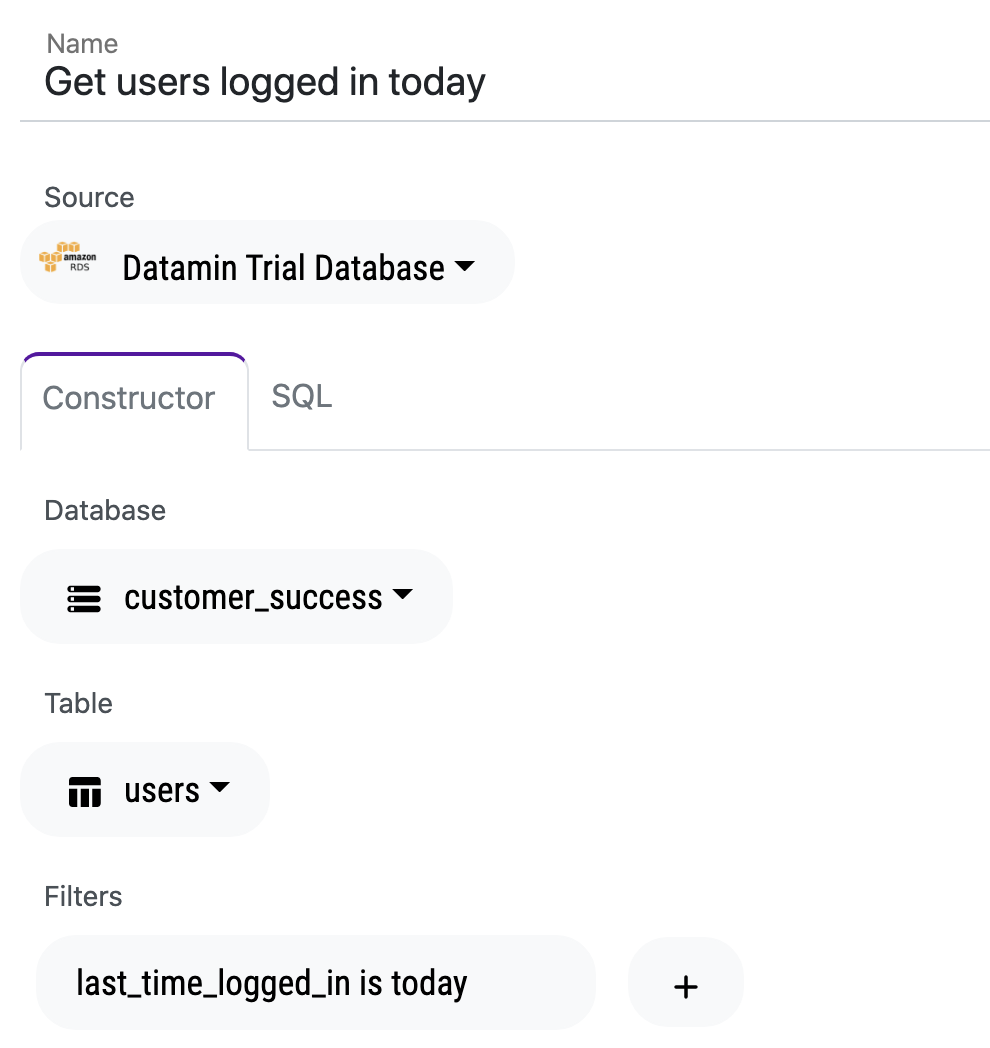 Name
Get users logged in today
Source
amazon
RDS
Datamin Trial Database
Constructor
SQL
Database
customer_success
Table
users
Filters
last_time_logged_in is today
+